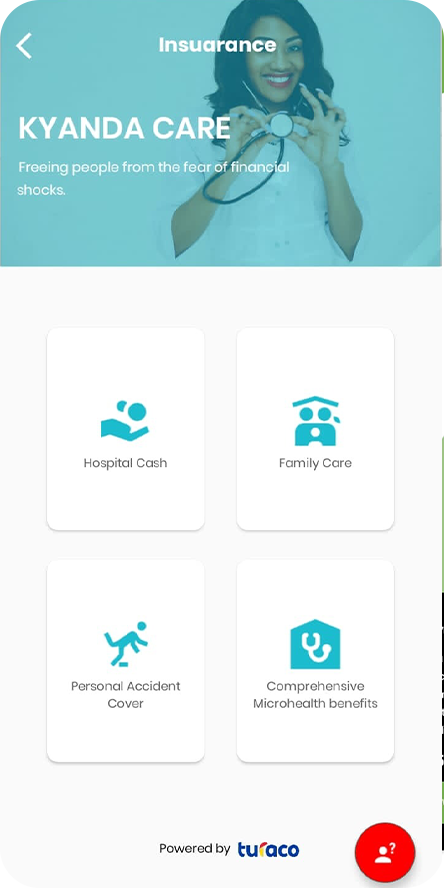 Insuarance
KYANDA CARE
Freeing people from the fear of financial
shocks.
Hospital Cash
Family Care
Personal Accident
Cover
Comprehensive
Microhealth benefits
Powered by turaco
?